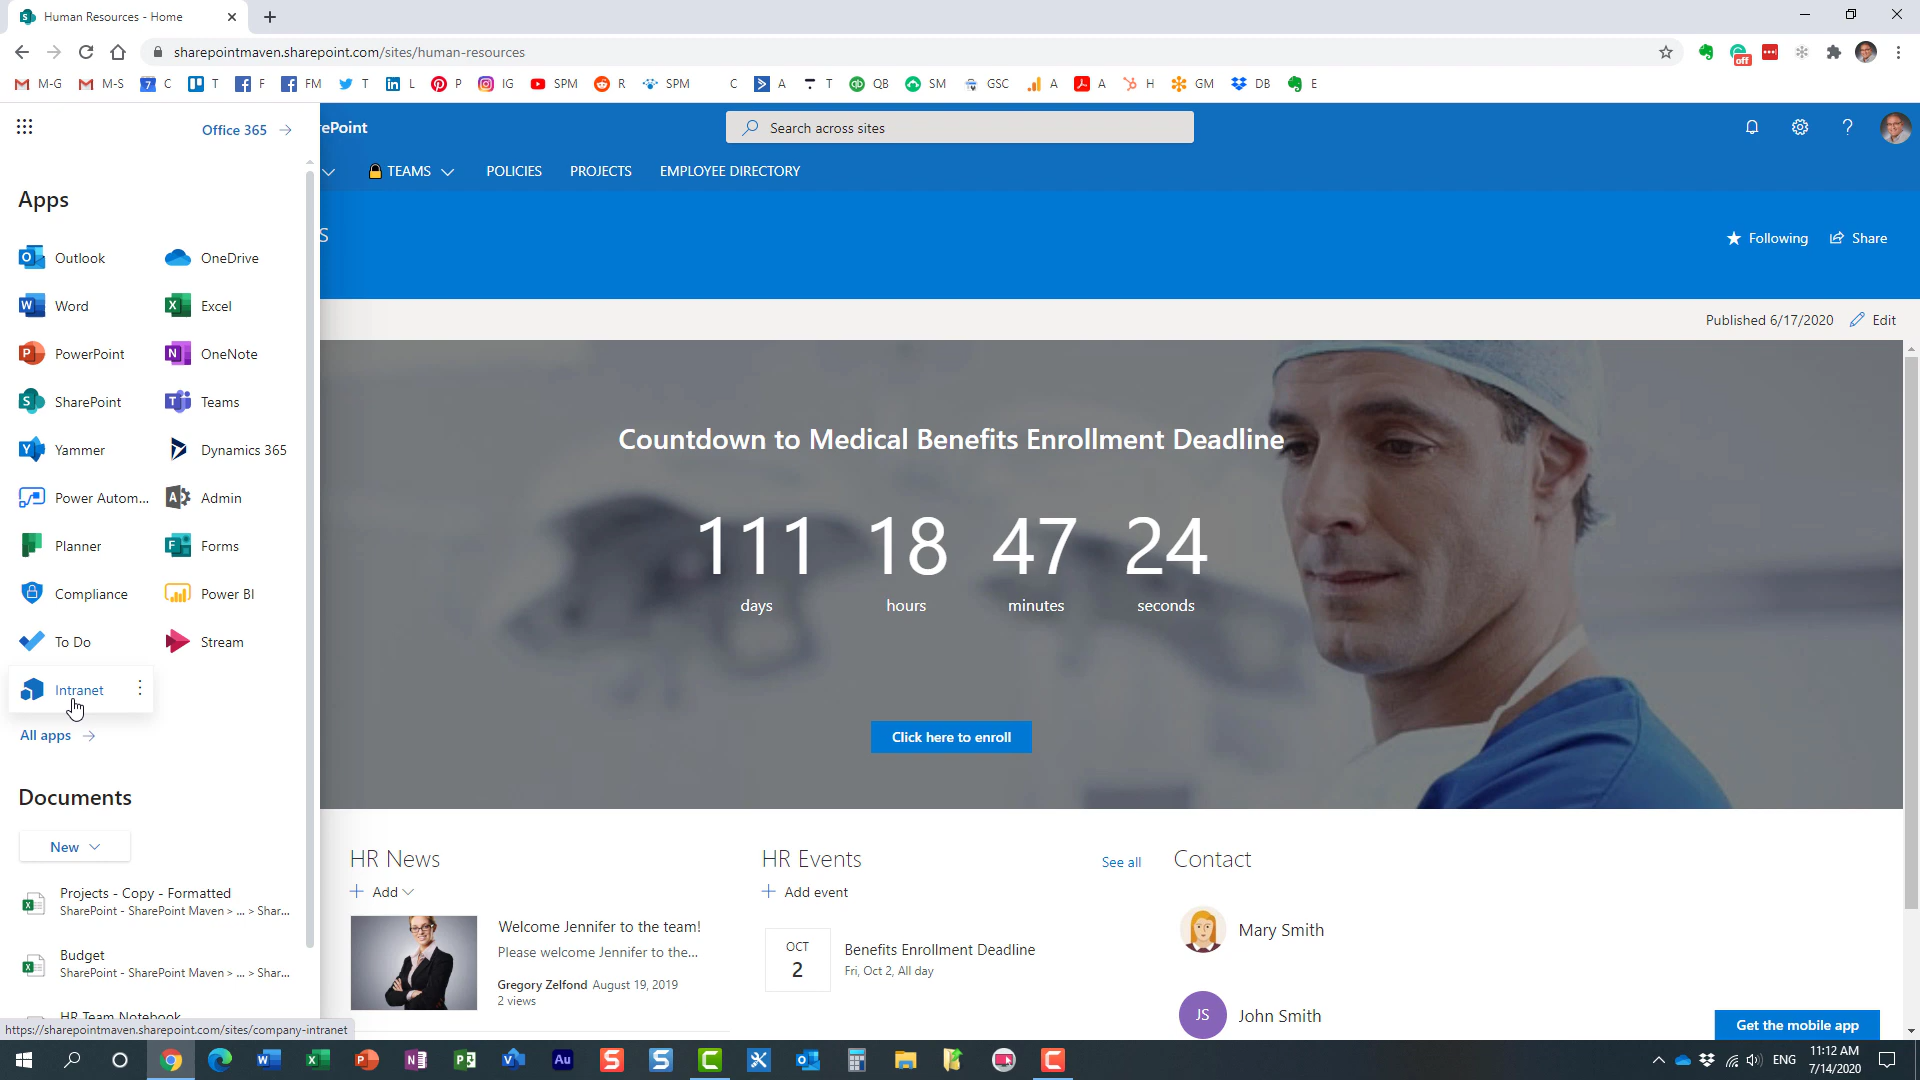 Human Resources - Home
sharepointmaven.sharepoint.com/sites/human-resources
off
M-G
M-S
7
C
T
F
FM
T
L
P
IG
SPM
R
SPM
C
A
T
QB
SM
GSC
A
A
H
GM
DB
E
Office 365
ePoint
Search across sites
TEAMS
POLICIES
PROJECTS
EMPLOYEE DIRECTORY
s
Following
Share
Published 6/17/2020
Edit
Apps
Outlook
OneDrive
Word
Excel
PowerPoint
OneNote
SharePoint
Teams
Yammer
Dynamics 365
Power Autom...
Admin
Planner
Forms
Compliance
Power BI
To Do
Stream
Intranet
All apps
Documents
New
Projects - Copy - Formatted
SharePoint - SharePoint Maven > ... > Shar...
Budget
SharePoint - SharePoint Maven > ... > Shar...
HR Team Notebook
https://sharepointmaven.sharepoint.com/sites/company-intranet
Countdown to Medical Benefits Enrollment Deadline
111 18 47 24
days hours minutes seconds
Click here to enroll
HR News
Add
Welcome Jennifer to the team!
Please welcome Jennifer to the...
Gregory Zelfond August 19, 2019
2 views
HR Events
See all
Add event
OCT
2
Benefits Enrollment Deadline
Fri, Oct 2, All day
Contact
Mary Smith
JS
John Smith
Get the mobile app
ENG
11:12 AM
7/14/2020